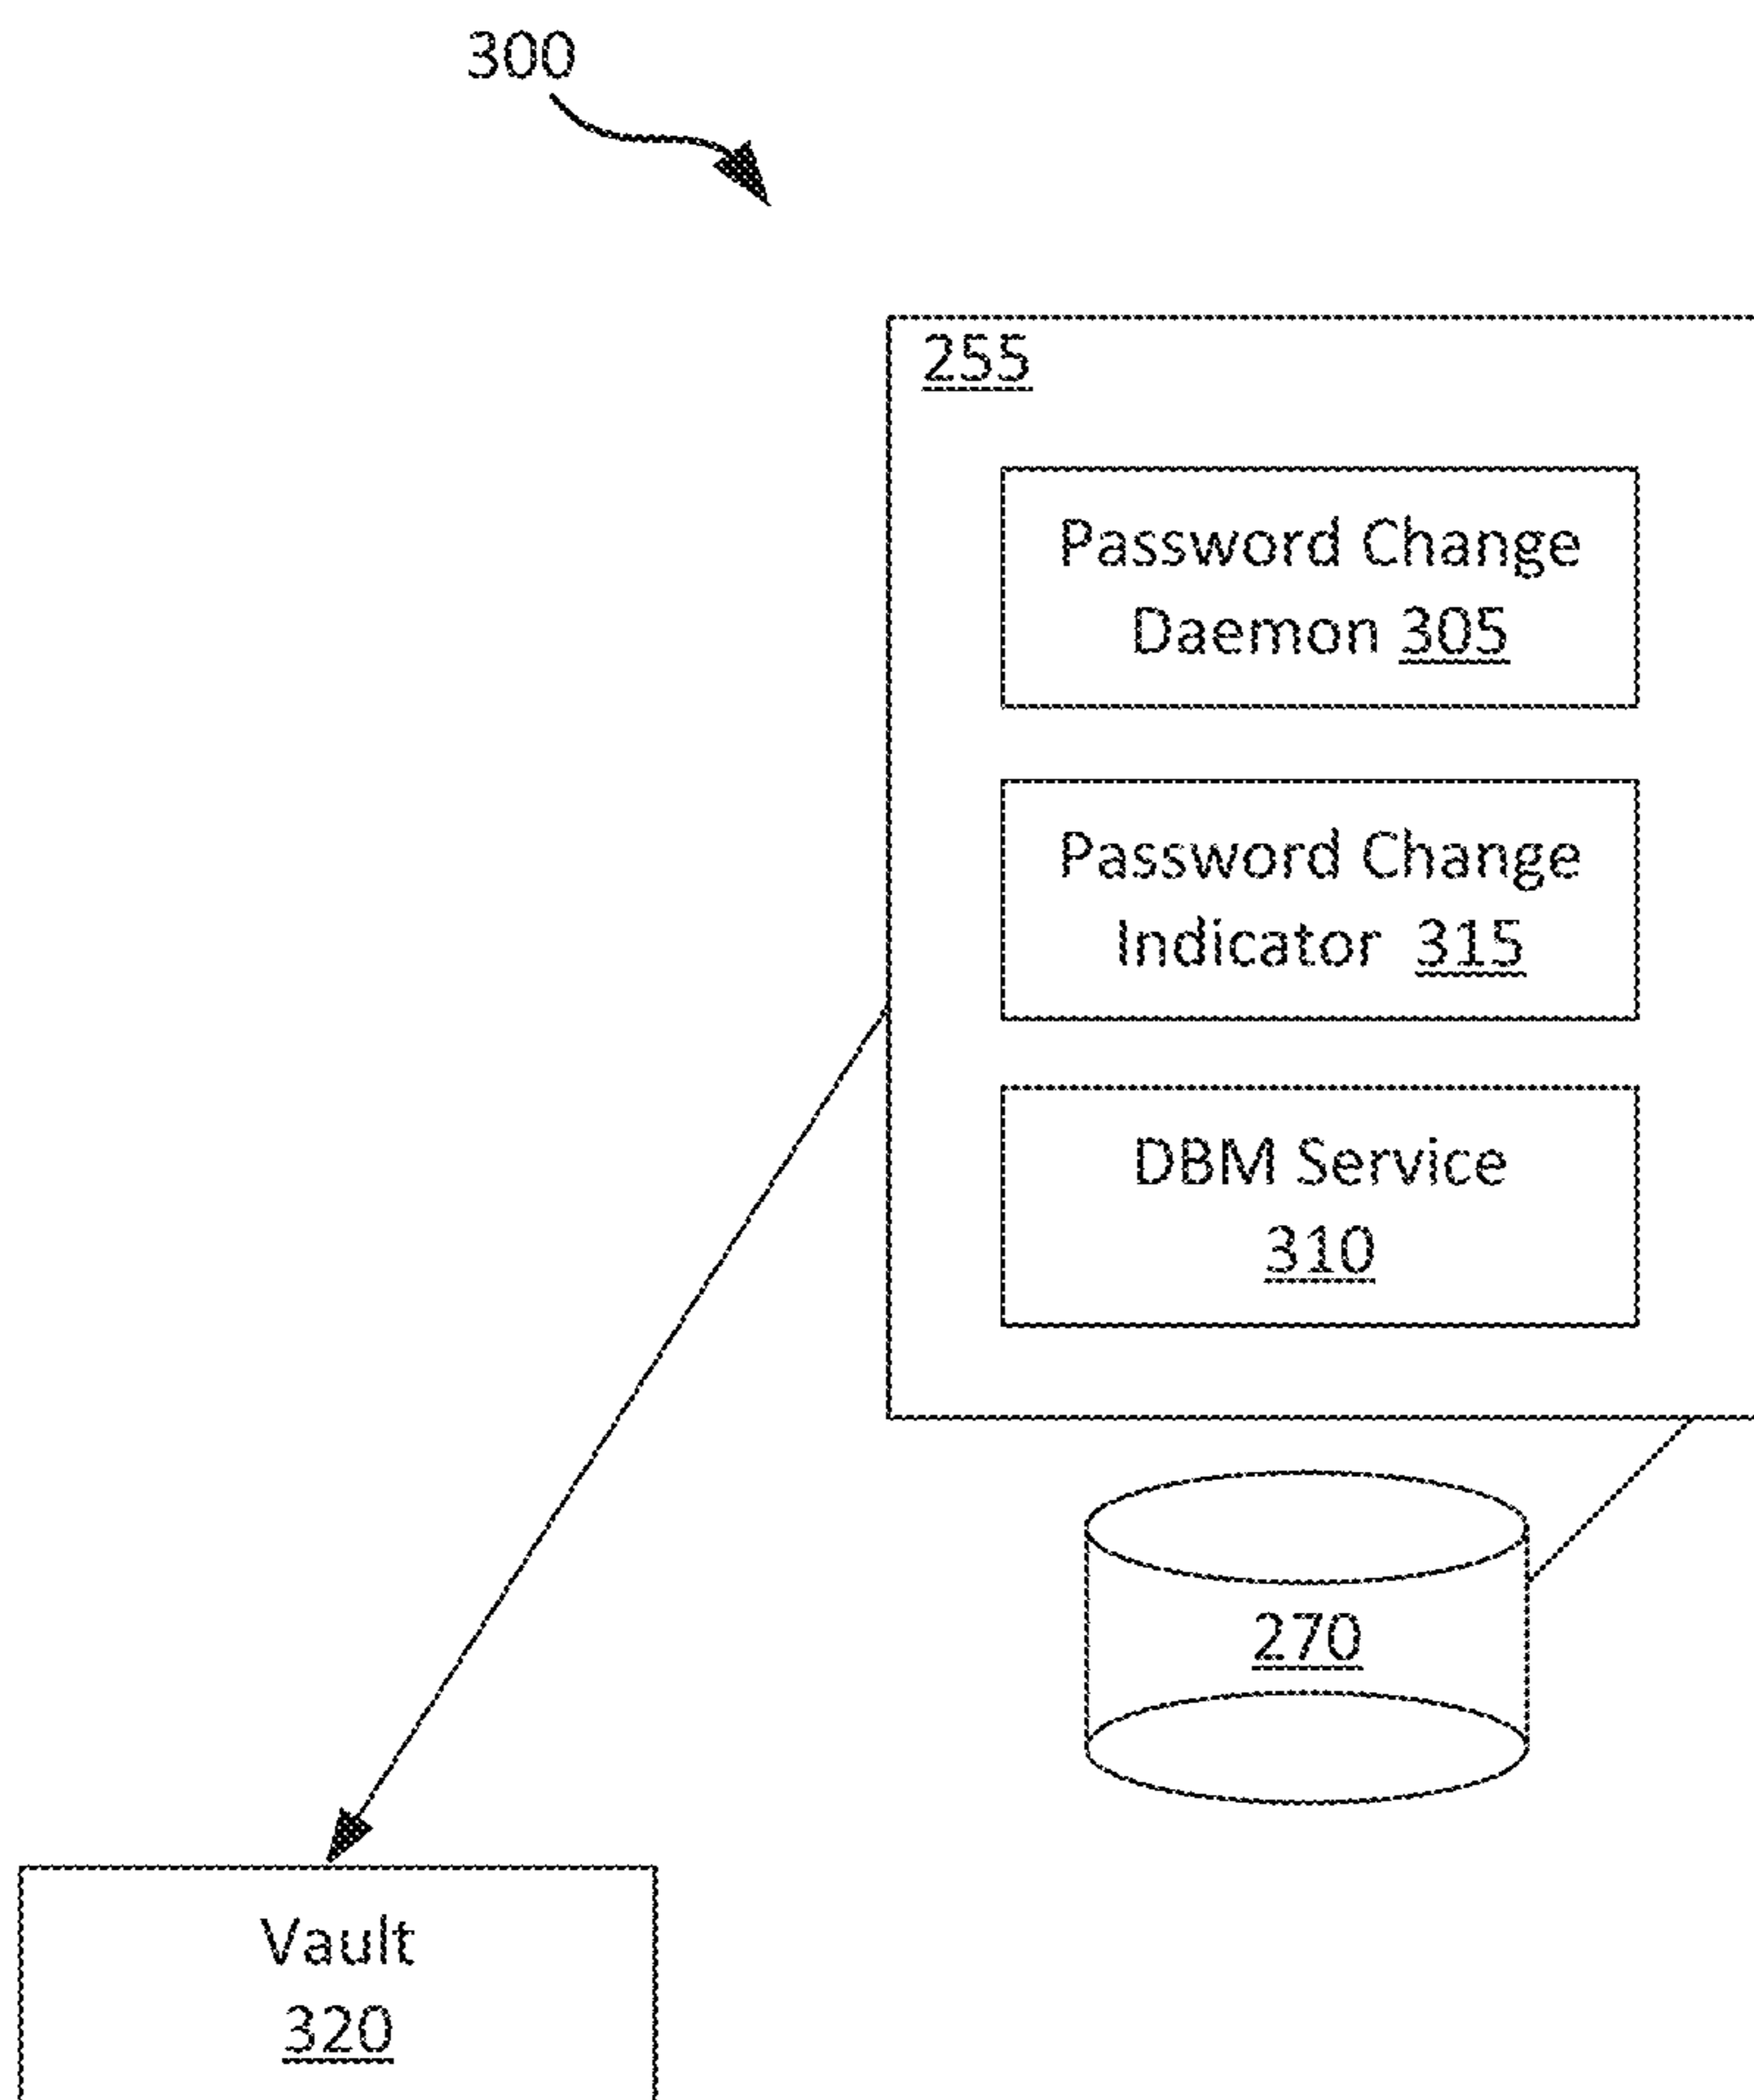 300
255
Password Change
Daemon 305
Password Change
Indicator 315
DBM Service
310
270
Vault
320